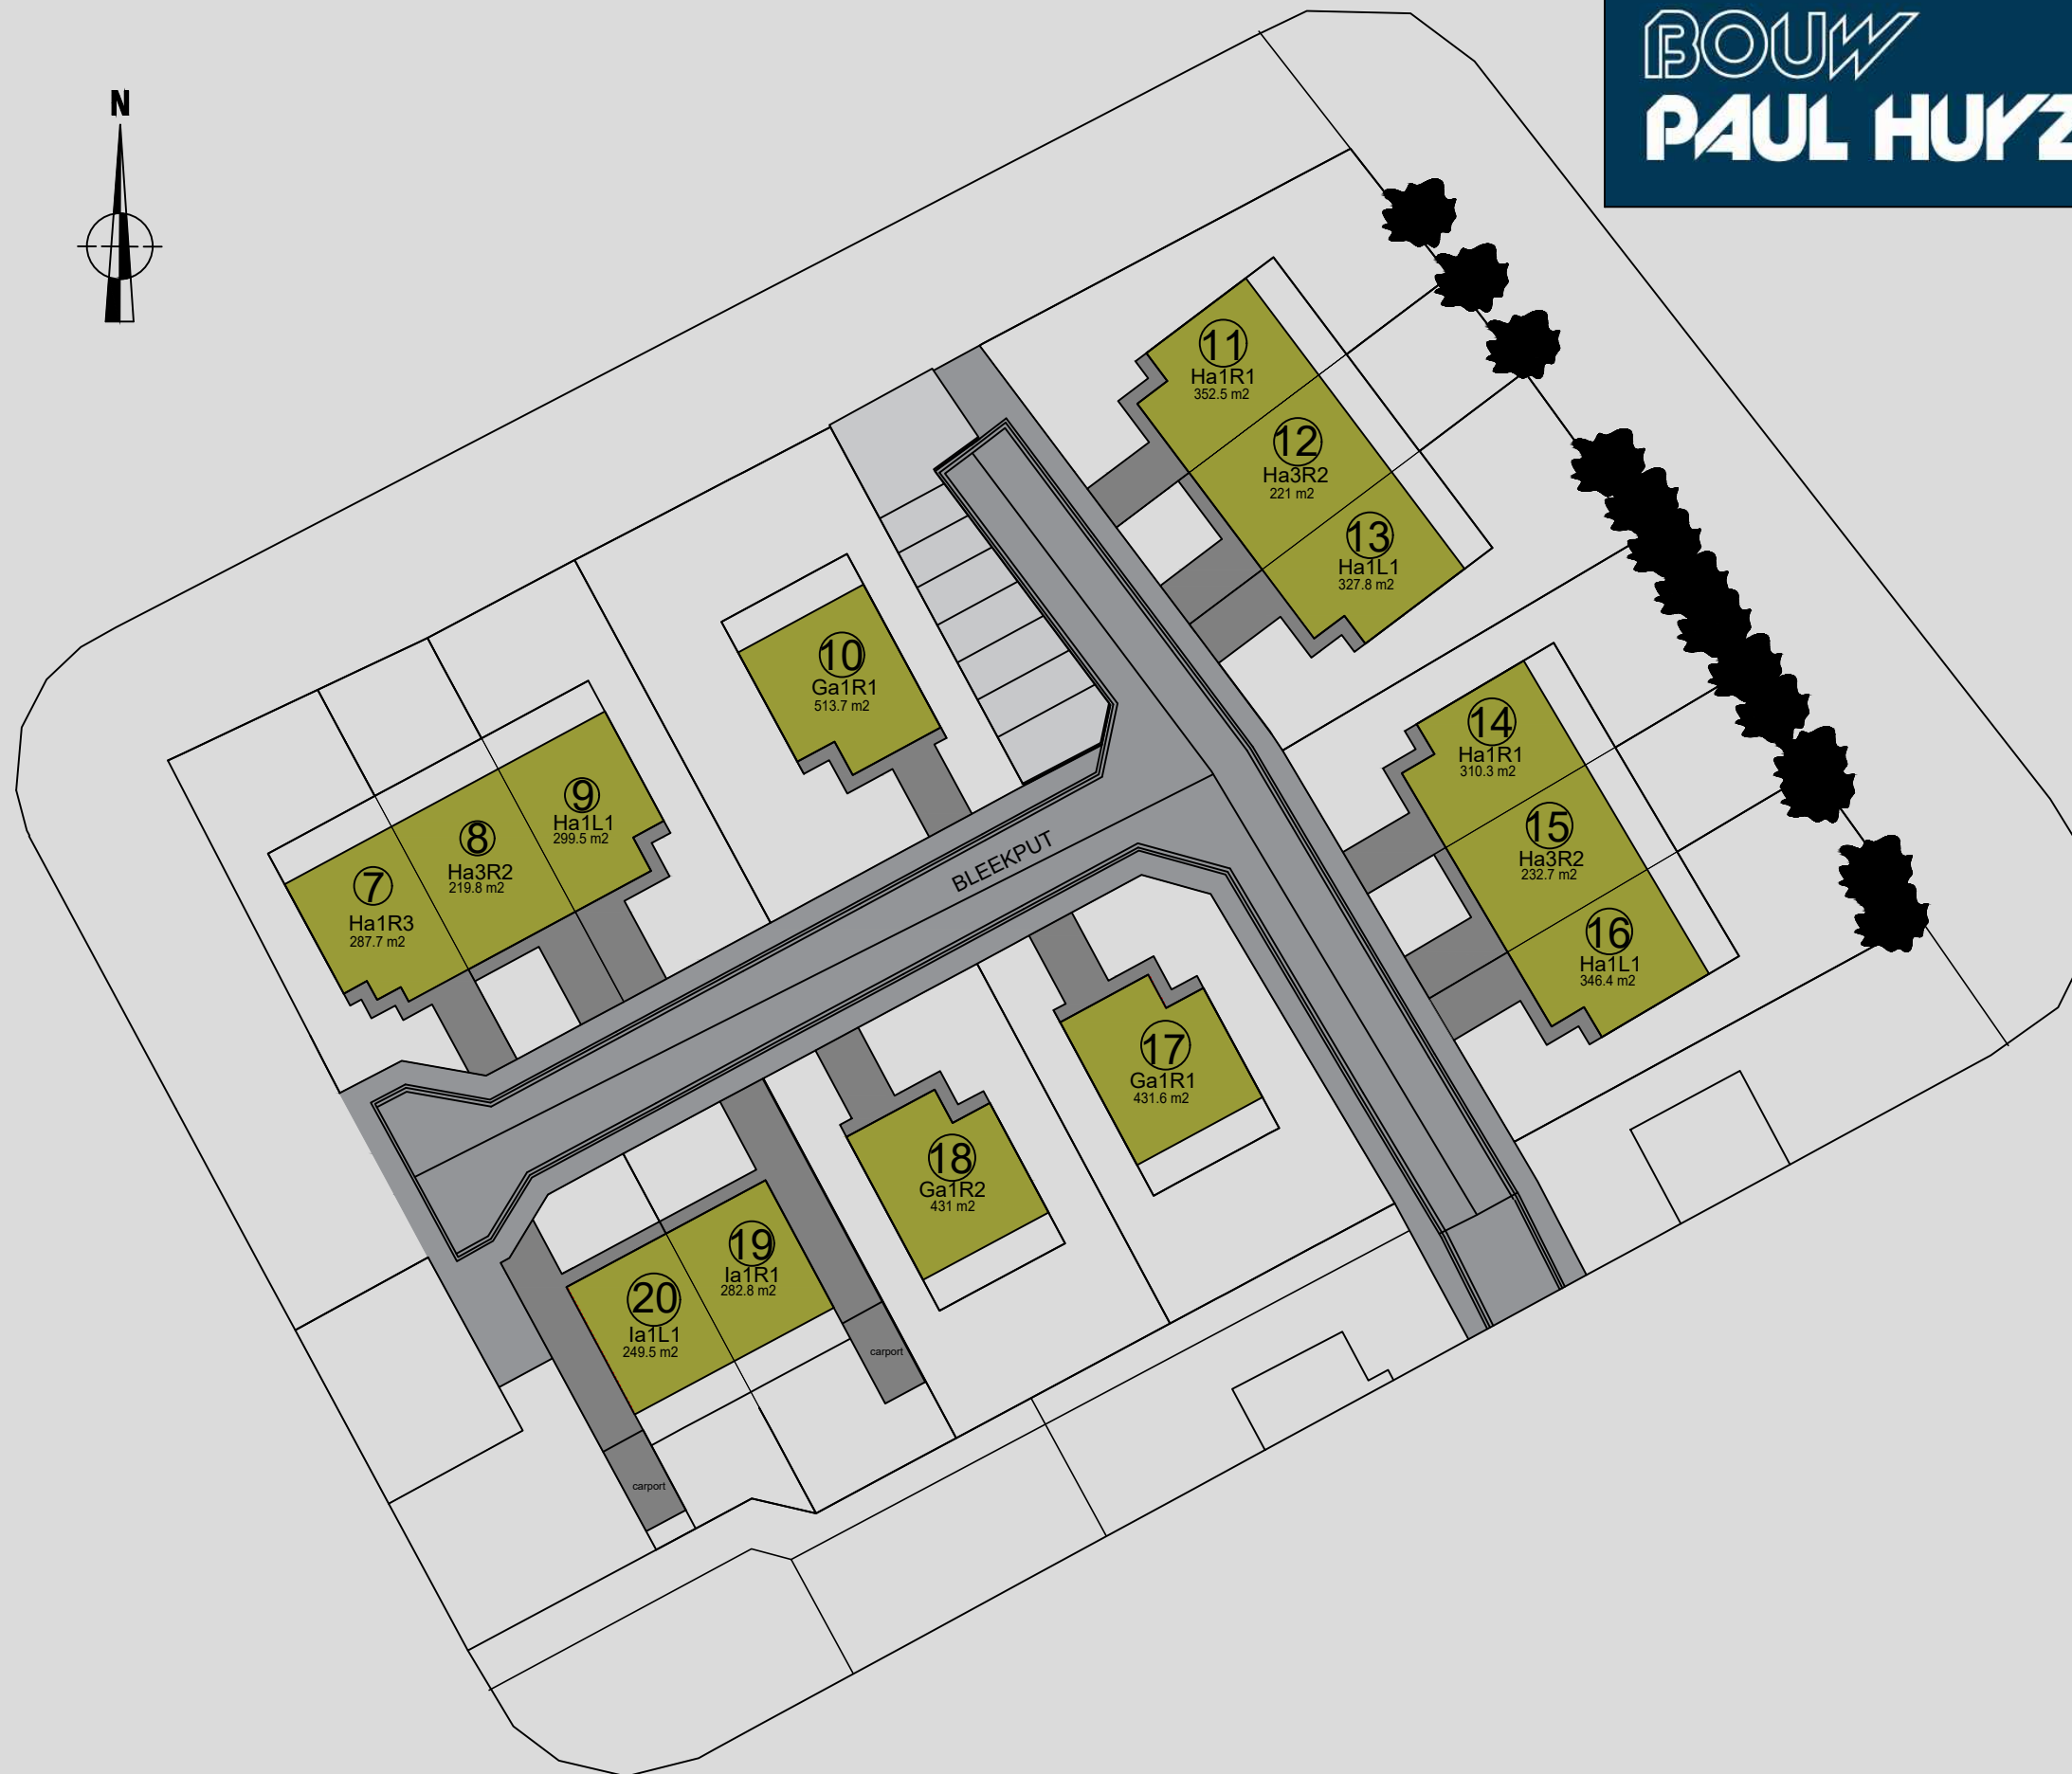 BOUW
PAUL HUYZ
N
11
Ha1R1
352.5 m2
12
Ha3R2
221 m2
13
Ha1L1
327.8 m2
10
Ga1R1
513.7 m2
14
Ha1R1
310.3 m2
9
Ha1L1
299.5 m2
8
Ha3R2
219.8 m2
7
Ha1R3
287.7 m2
15
Ha3R2
232.7 m2
BLEEKPUT
16
Ha1L1
346.4 m2
17
Ga1R1
431.6 m2
18
Ga1R2
431 m2
19
Ia1R1
282.8 m2
20
Ia1L1
249.5 m2
carport
carport